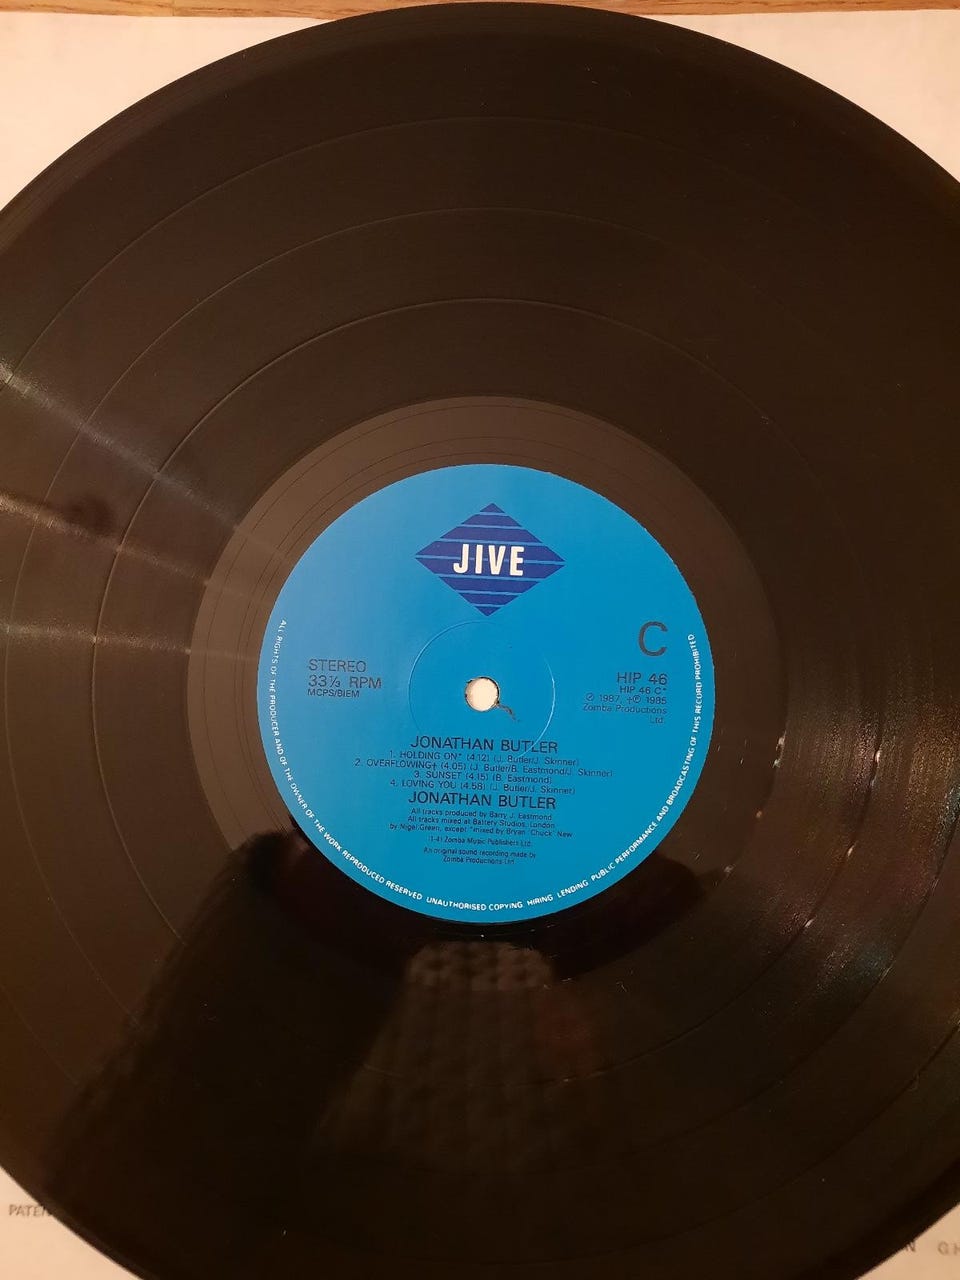 JIVE
C
STEREO
33⅓ RPM
MCPS/BIEM
HIP 46
HIP 46 C*
℗ 1987, †℗ 1985
Zomba Productions
Ltd.
JONATHAN BUTLER
1. HOLDING ON* (4.12) (J. Butler/J. Skinner)
2. OVERFLOWING† (4.05) (J. Butler/B. Eastmond/J. Skinner)
3. SUNSET (4.15) (B. Eastmond)
4. LOVING YOU (4.58) (J. Butler/J. Skinner)
JONATHAN BUTLER
All tracks produced by Barry J. Eastmond
All tracks mixed at Battery Studios, London
by Nigel Green, except *mixed by Bryan 'Chuck' New
(1-4) Zomba Music Publishers Ltd.
An original sound recording made by
Zomba Productions Ltd
ALL RIGHTS OF THE PRODUCER AND OF THE OWNER OF THE WORK REPRODUCED RESERVED UNAUTHORISED COPYING HIRING LENDING PUBLIC PERFORMANCE AND BROADCASTING OF THIS RECORD PROHIBITED